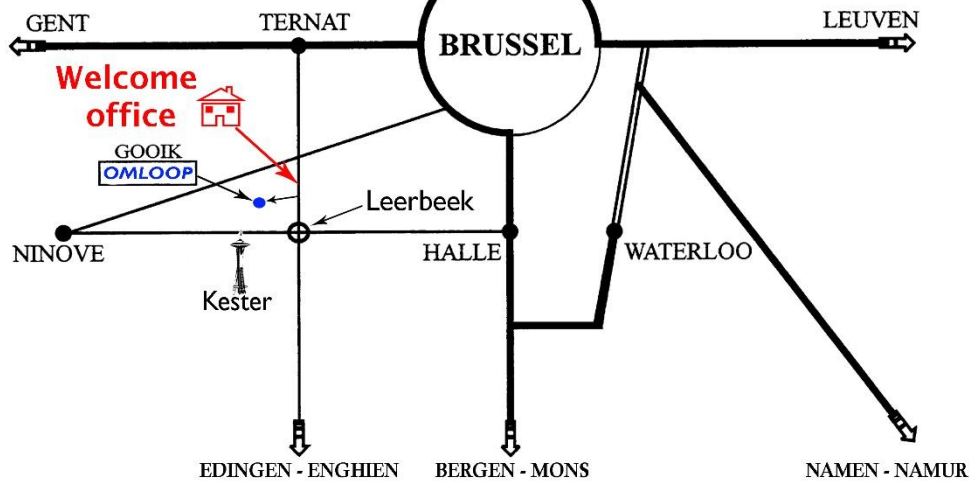 GENT
TERNAT
BRUSSEL
LEUVEN
Welcome
office
GOOIK
OMLOOP
Leerbeek
NINOVE
HALLE
WATERLOO
Kester
EDINGEN - ENGHIEN
BERGEN - MONS
NAMEN - NAMUR